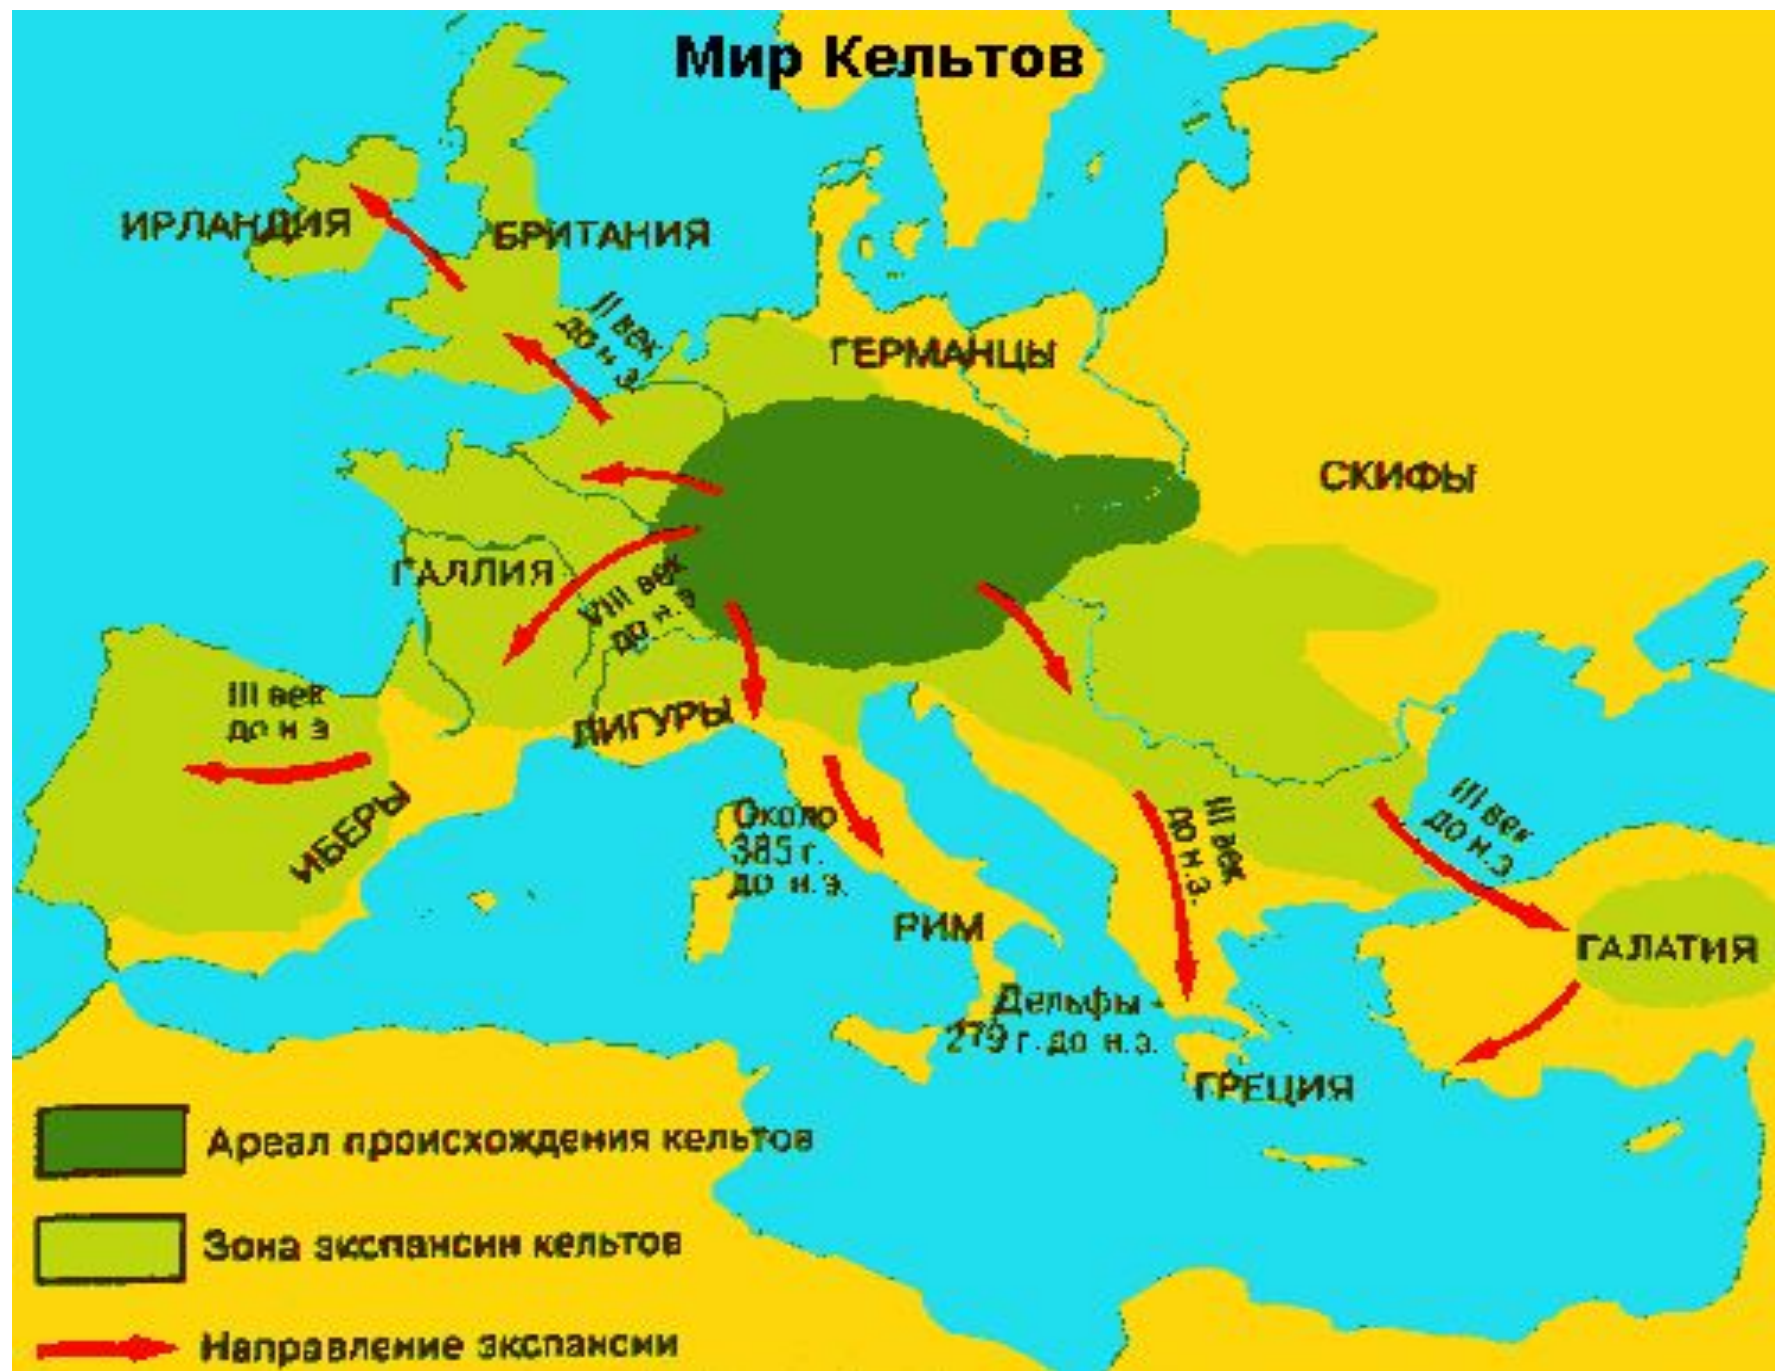 Мир Кельтов
ИРЛАНДИЯ
БРИТАНИЯ
II век
до н э
ГЕРМАНЦЫ
СКИФЫ
ГАЛЛИЯ
VIII век
до н. э
III век
до н э
ЛИГУРЫ
ИБЕРЫ
Около
385 г.
до н.э.
III век
до н.э.
III век
до н.э.
РИМ
ГАЛАТИЯ
Дельфы -
279 г. до н.э.
ГРЕЦИЯ
Ареал происхождения кельтов
Зона экспансии кельтов
Направление экспансии